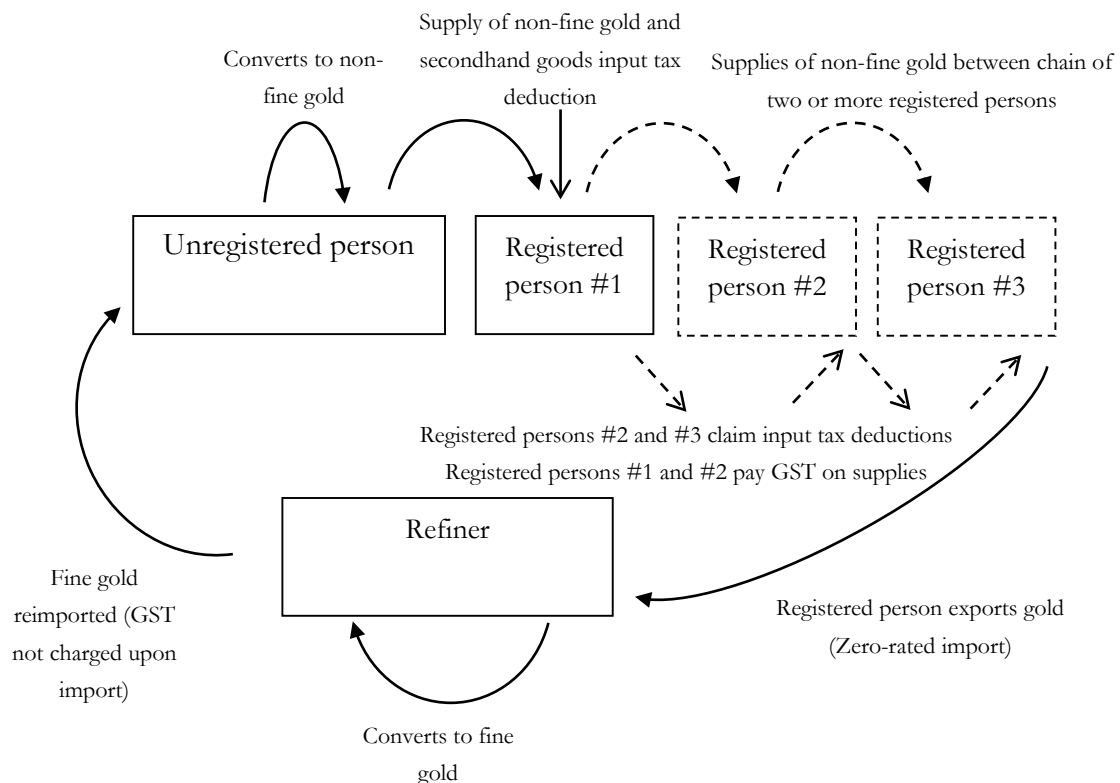 Converts to non-
fine gold
Supply of non-fine gold and
secondhand goods input tax
deduction
Supplies of non-fine gold between chain of
two or more registered persons
Unregistered person
Registered
person #1
Registered
person #2
Registered
person #3
Registered persons #2 and #3 claim input tax deductions
Registered persons #1 and #2 pay GST on supplies
Refiner
Fine gold
reimported (GST
not charged upon
import)
Registered person exports gold
(Zero-rated import)
Converts to fine
gold